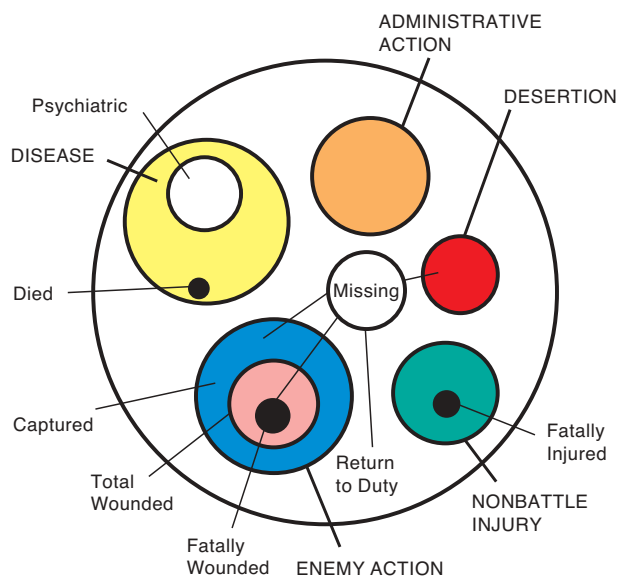 ADMINISTRATIVE
ACTION
DESERTION
Psychiatric
DISEASE
Missing
Died
Captured
Total
Wounded
Fatally
Wounded
Return
to Duty
ENEMY ACTION
Fatally
Injured
NONBATTLE
INJURY